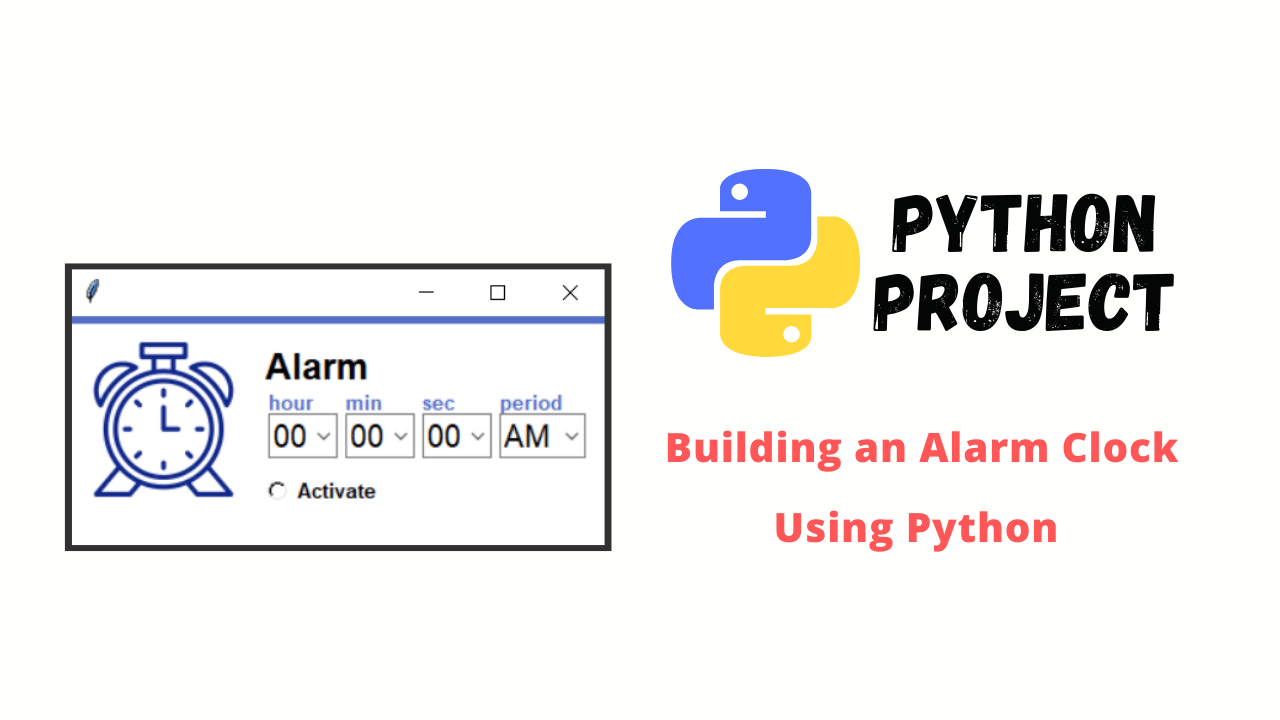 Alarm
hour min sec period
00 00 00 AM
Activate
PYTHON
PROJECT
Building an Alarm Clock
Using Python